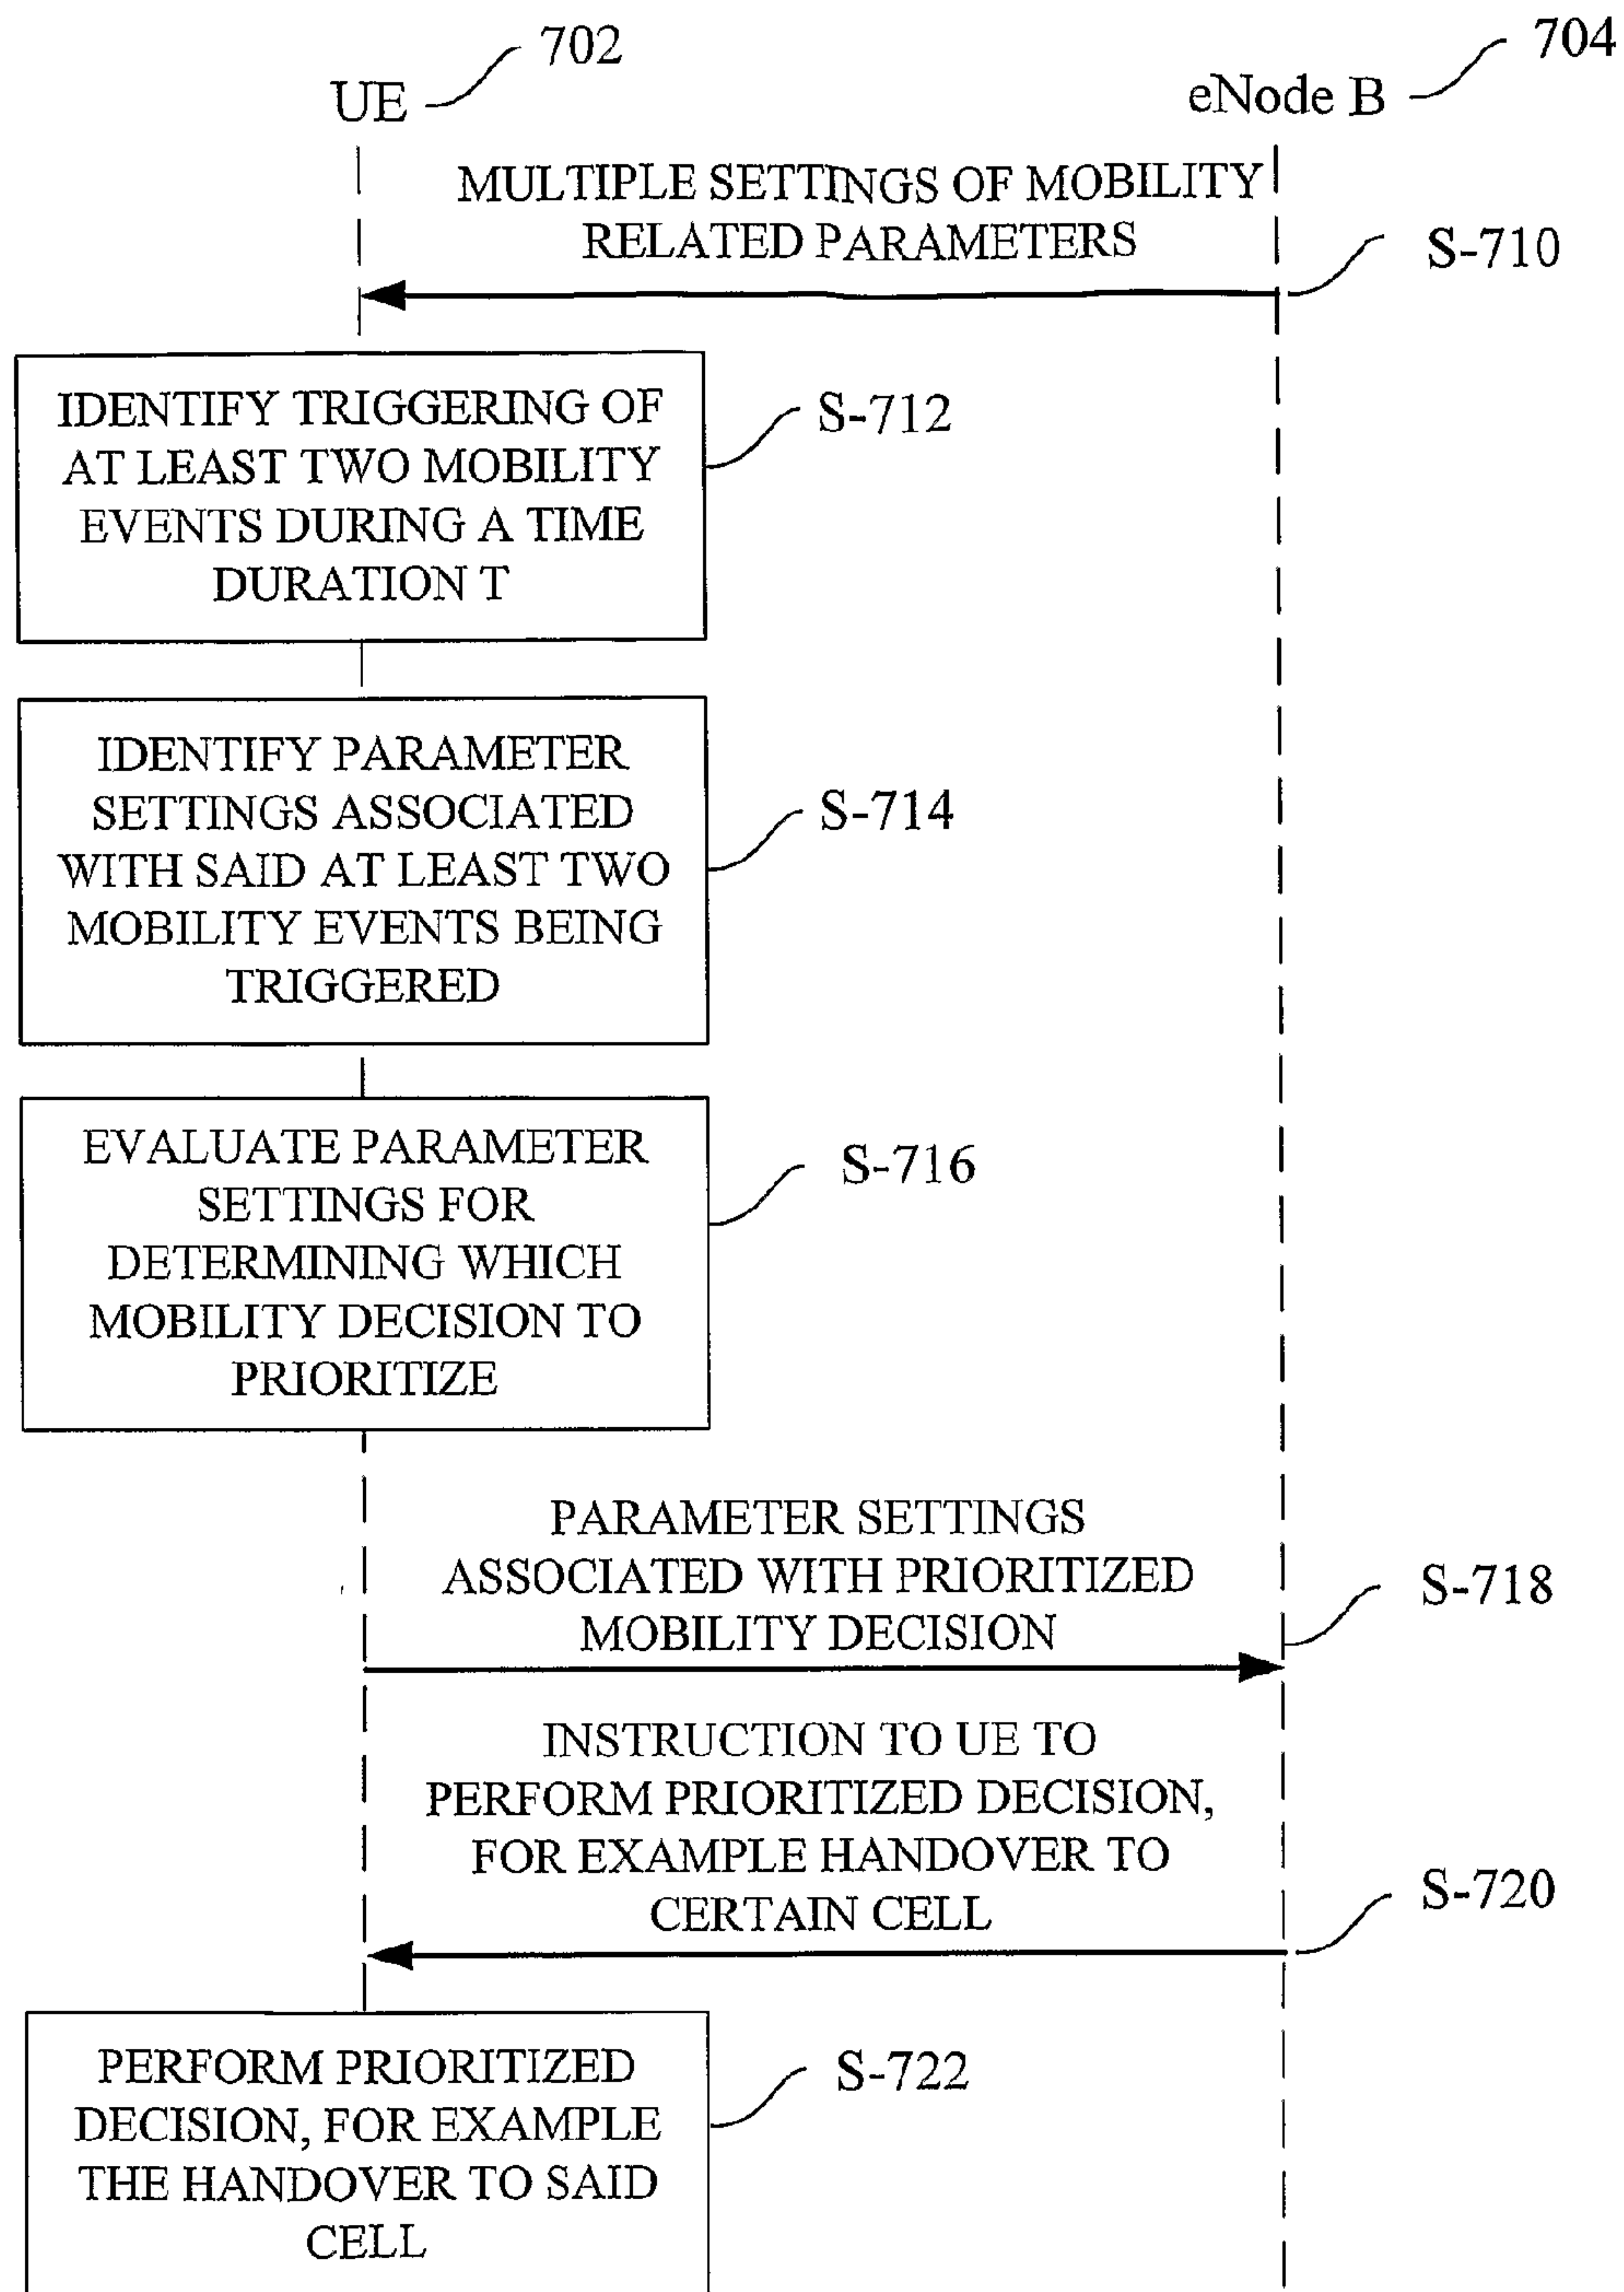 702
704
UE
eNode B
MULTIPLE SETTINGS OF MOBILITY
RELATED PARAMETERS
S-710
IDENTIFY TRIGGERING OF
AT LEAST TWO MOBILITY
EVENTS DURING A TIME
DURATION T
S-712
IDENTIFY PARAMETER
SETTINGS ASSOCIATED
WITH SAID AT LEAST TWO
MOBILITY EVENTS BEING
TRIGGERED
S-714
EVALUATE PARAMETER
SETTINGS FOR
DETERMINING WHICH
MOBILITY DECISION TO
PRIORITIZE
S-716
PARAMETER SETTINGS
ASSOCIATED WITH PRIORITIZED
MOBILITY DECISION
S-718
INSTRUCTION TO UE TO
PERFORM PRIORITIZED DECISION,
FOR EXAMPLE HANDOVER TO
CERTAIN CELL
S-720
PERFORM PRIORITIZED
DECISION, FOR EXAMPLE
THE HANDOVER TO SAID
CELL
S-722